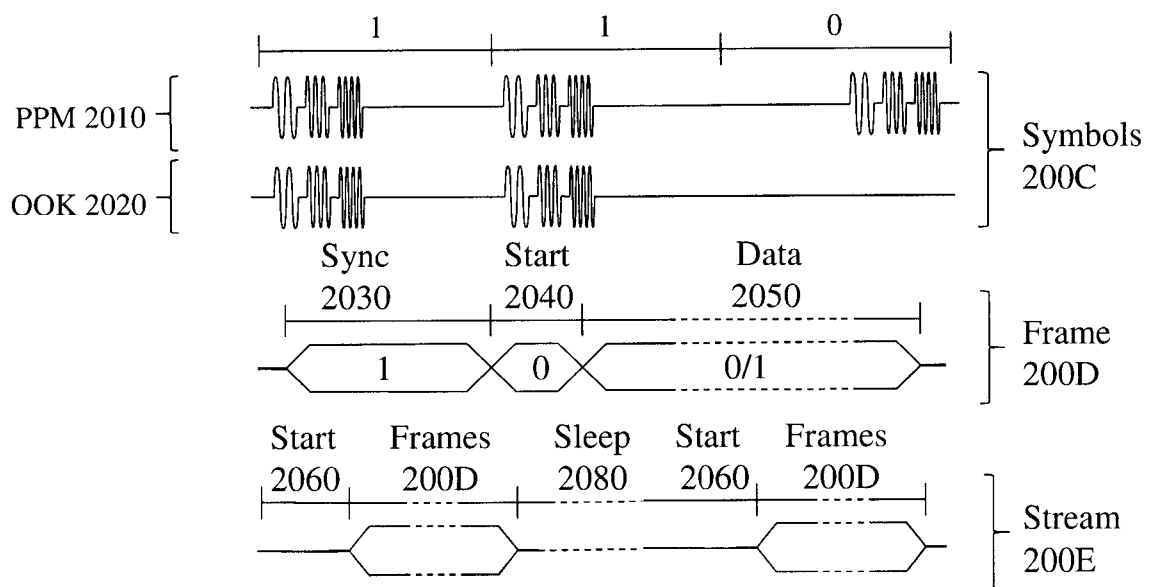 1 1 0
PPM 2010
OOK 2020
Symbols
200C
Sync Start Data
2030 2040 2050
1 0 0/1
Frame
200D
Start Frames Sleep Start Frames
2060 200D 2080 2060 200D
Stream
200E